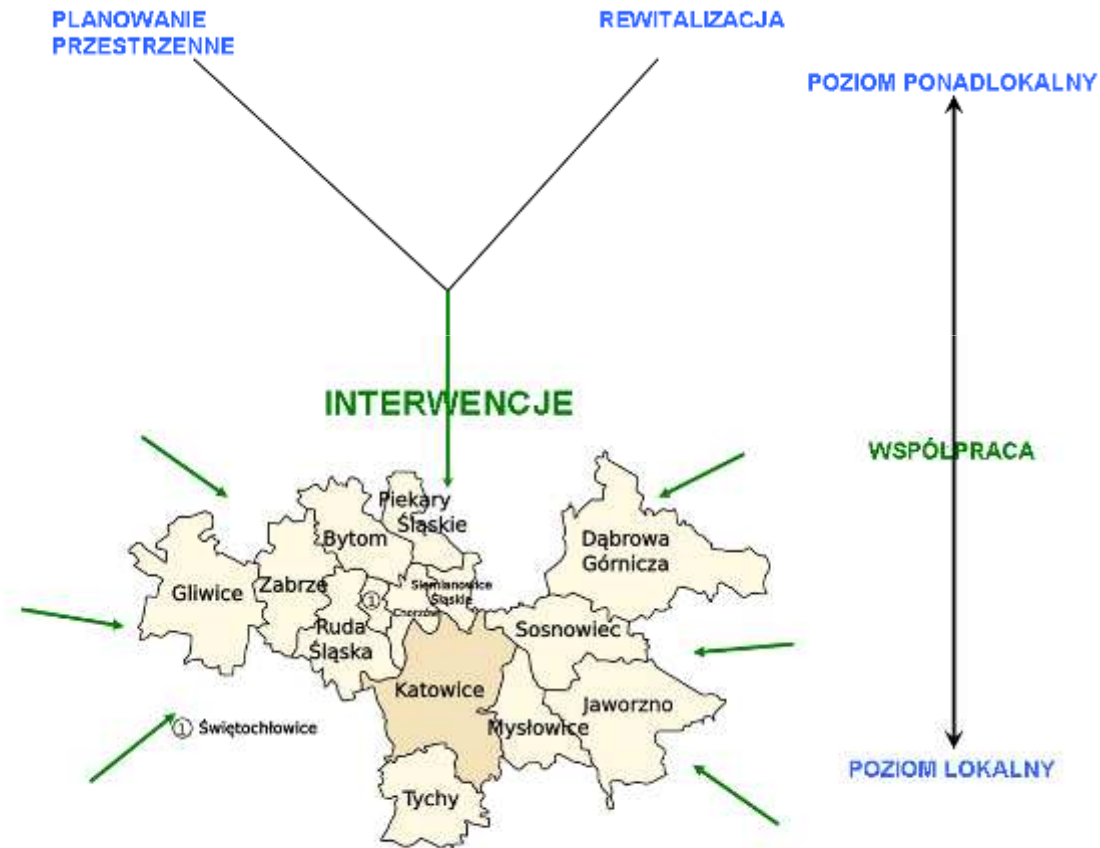 PLANOWANIE
PRZESTRZENNE
REWITALIZACJA
POZIOM PONADLOKALNY
INTERWENCJE
WSPÓŁPRACA
Piekary
Śląskie
Bytom
Dąbrowa
Górnicza
Gliwice
Zabrze
Siemianowice
Śląskie
①
Chorzów
Ruda
Śląska
Sosnowiec
Katowice
Jaworzno
Mysłowice
① Świętochłowice
POZIOM LOKALNY
Tychy